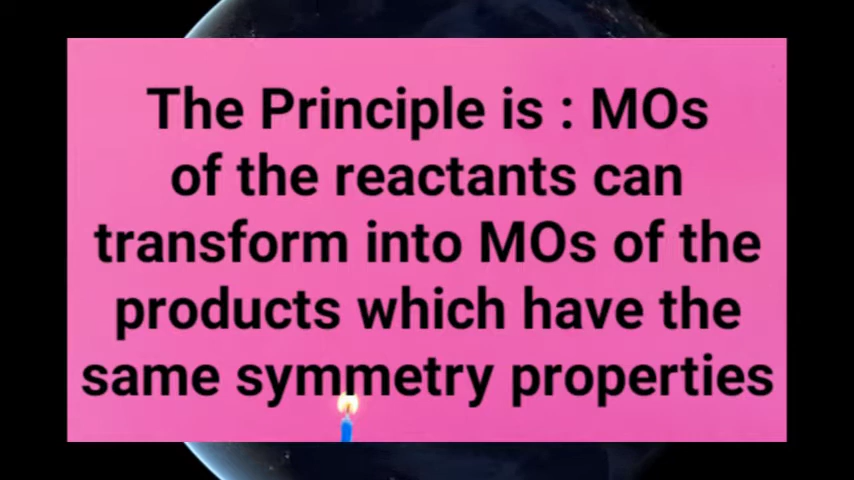 The Principle is : MOs
of the reactants can
transform into MOs of the
products which have the
same symmetry properties